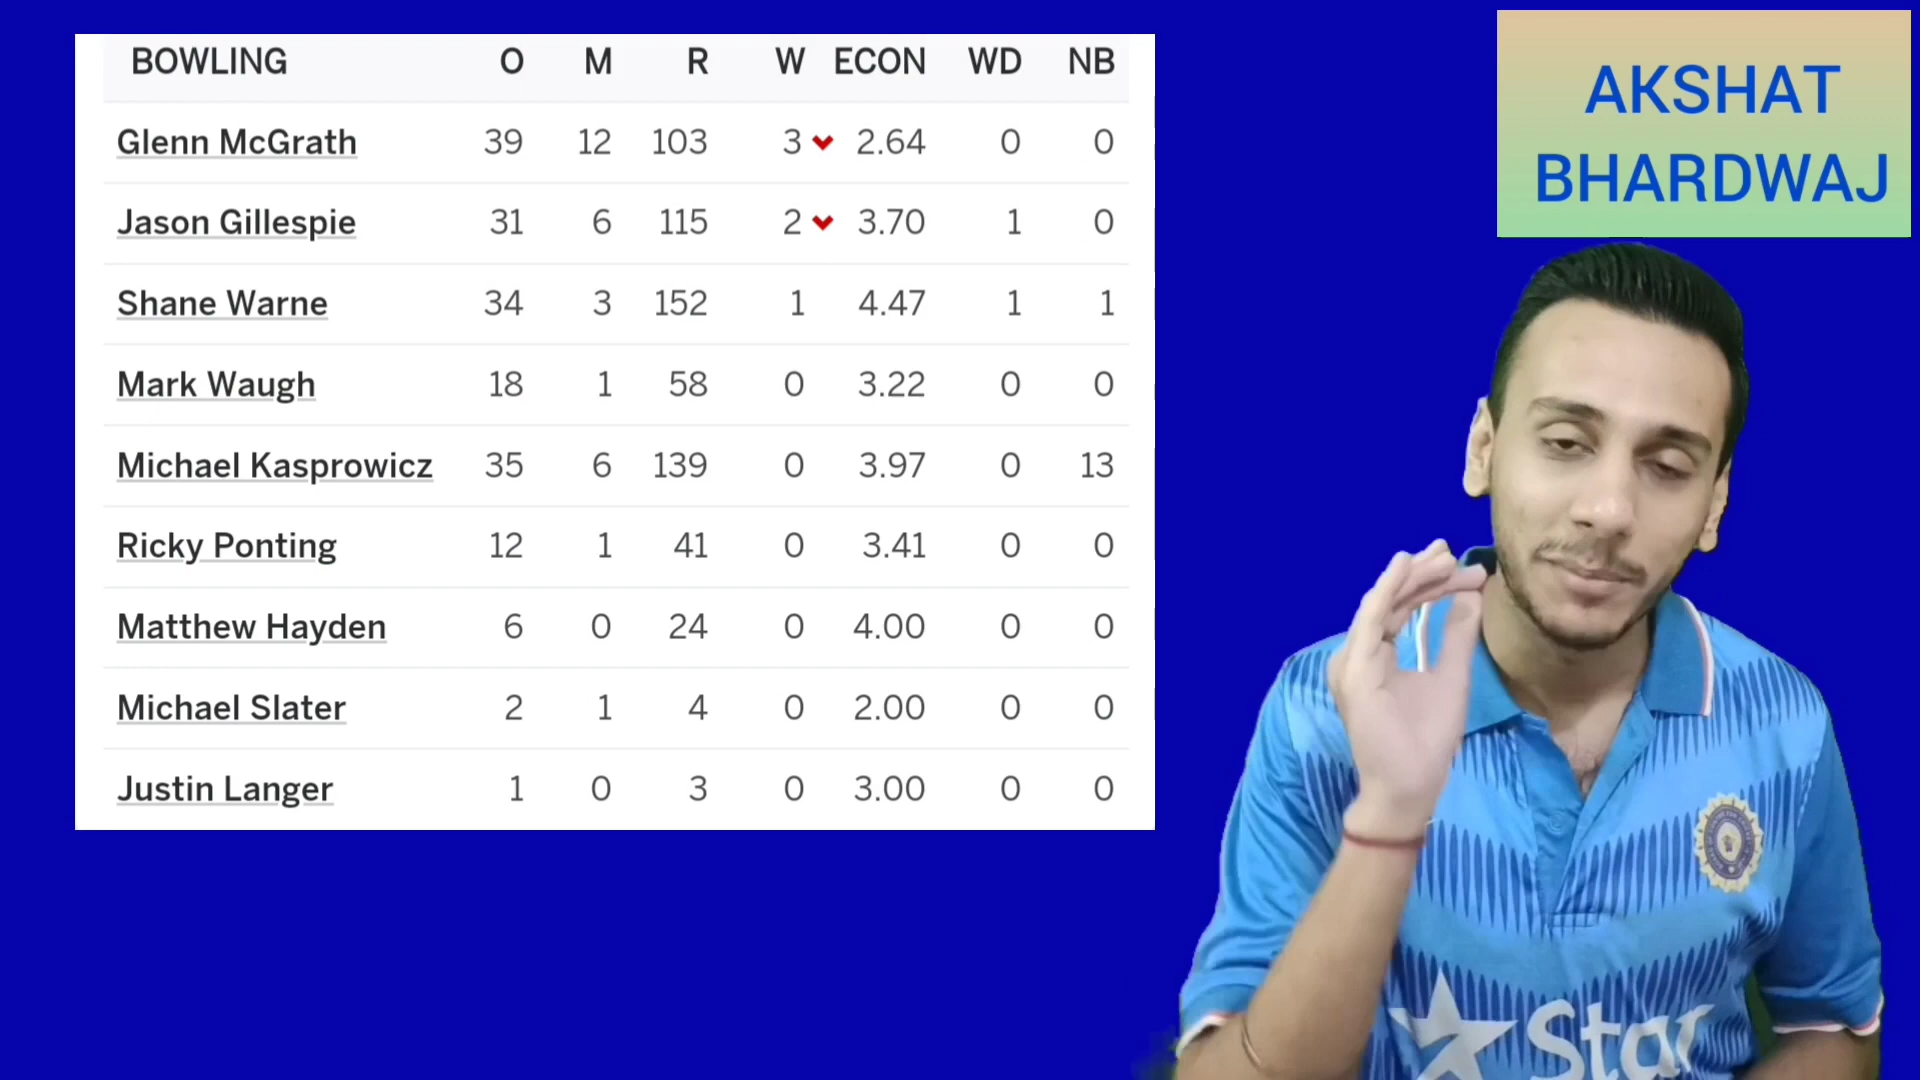 BOWLING O M R W ECON WD NB
Glenn McGrath 39 12 103 3 2.64 0 0
Jason Gillespie 31 6 115 2 3.70 1 0
Shane Warne 34 3 152 1 4.47 1 1
Mark Waugh 18 1 58 0 3.22 0 0
Michael Kasprowicz 35 6 139 0 3.97 0 13
Ricky Ponting 12 1 41 0 3.41 0 0
Matthew Hayden 6 0 24 0 4.00 0 0
Michael Slater 2 1 4 0 2.00 0 0
Justin Langer 1 0 3 0 3.00 0 0
AKSHAT
BHARDWAJ
Star